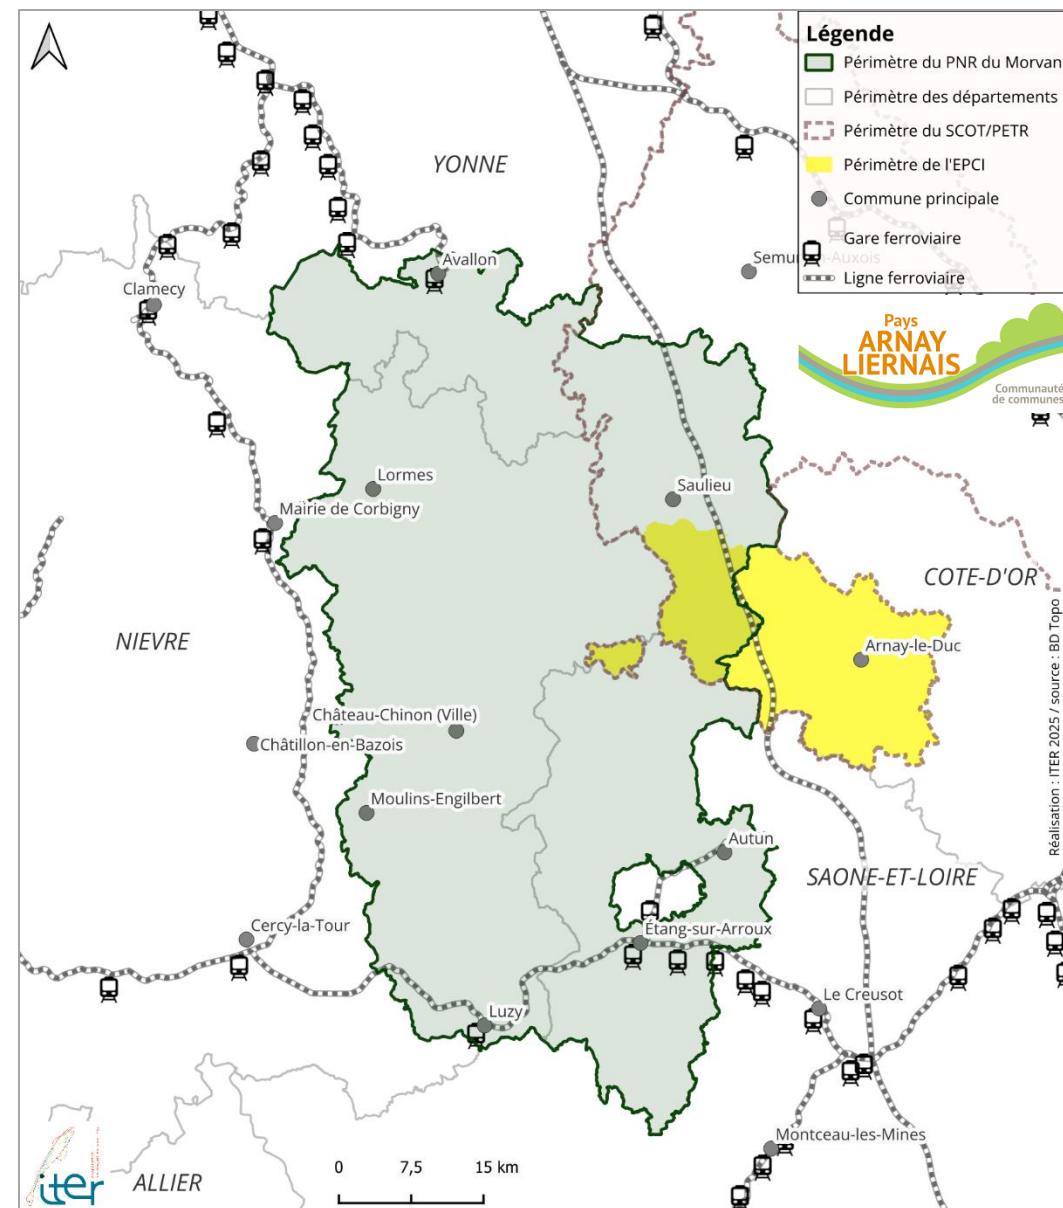 Légende
Périmètre du PNR du Morvan
Périmètre des départements
Périmètre du SCOT/PETR
Périmètre de l'EPCI
Commune principale
Gare ferroviaire
Ligne ferroviaire
YONNE
Avallon
Clamecy
Pays
ARNAY
LIERNAIS
Communauté
de communes
Lormes
Saulieu
Mairie de Corbigny
COTE-D'OR
NIEVRE
Arnay-le-Duc
Château-Chinon (Ville)
Châtillon-en-Bazois
Moulins-Engilbert
Autun
SAONE-ET-LOIRE
Cercy-la-Tour
Étang-sur-Arroux
Le Creusot
Luzy
Montceau-les-Mines
ALLIER
iter
0 7,5 15 km
Réalisation : ITER 2025 / source : BD Topo